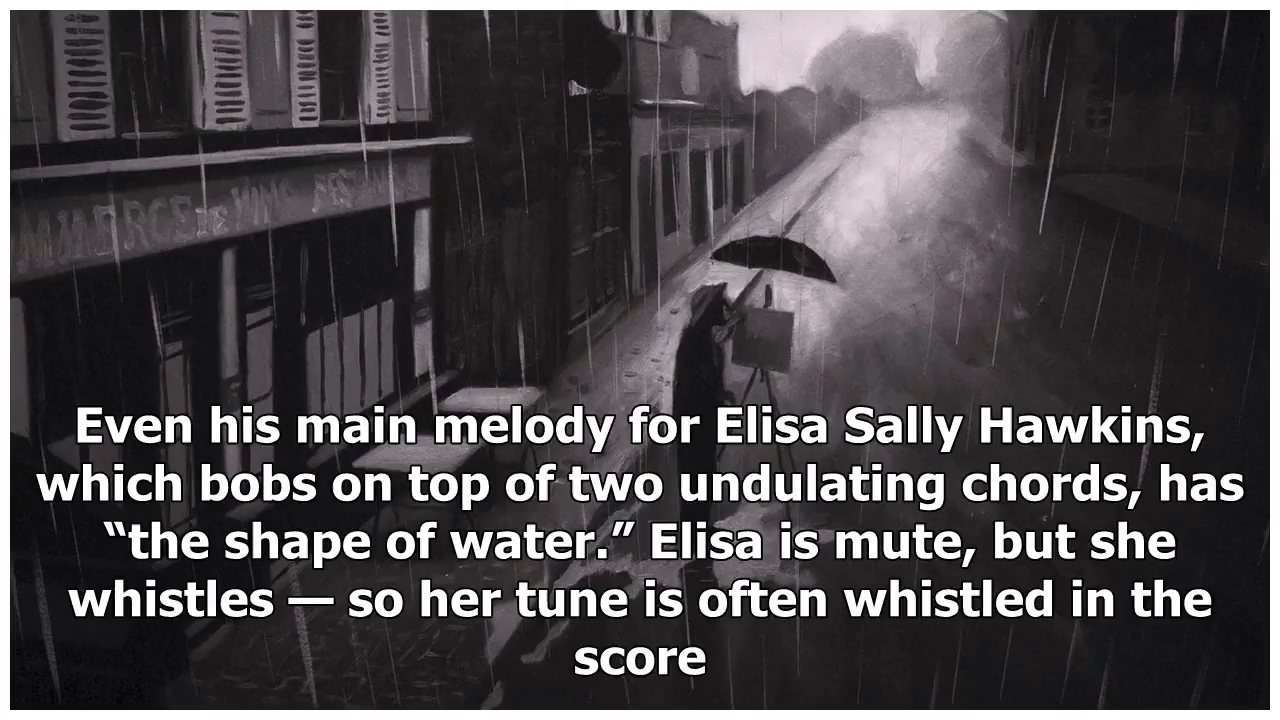 Even his main melody for Elisa Sally Hawkins,
which bobs on top of two undulating chords, has
“the shape of water.” Elisa is mute, but she
whistles — so her tune is often whistled in the
score